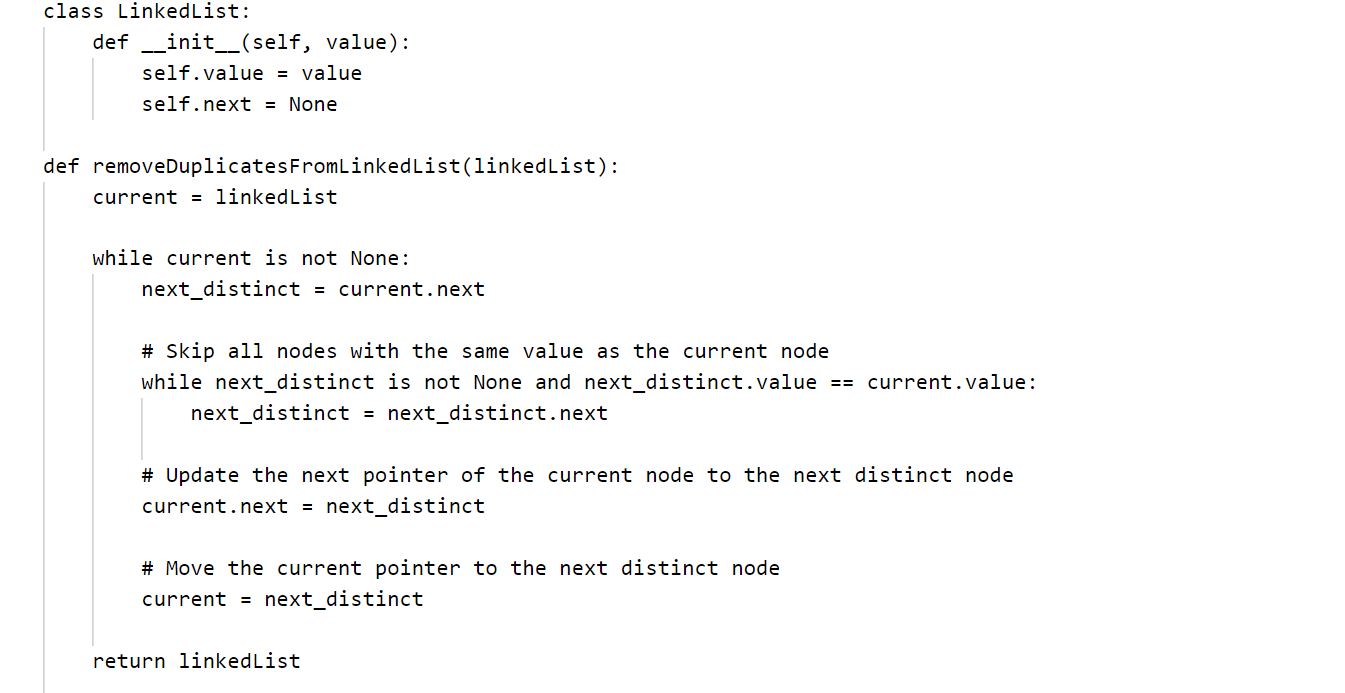 class LinkedList:
    def __init__(self, value):
        self.value = value
        self.next = None

def removeDuplicatesFromLinkedList(linkedList):
    current = linkedList

    while current is not None:
        next_distinct = current.next

        # Skip all nodes with the same value as the current node
        while next_distinct is not None and next_distinct.value == current.value:
            next_distinct = next_distinct.next

        # Update the next pointer of the current node to the next distinct node
        current.next = next_distinct

        # Move the current pointer to the next distinct node
        current = next_distinct

    return linkedList